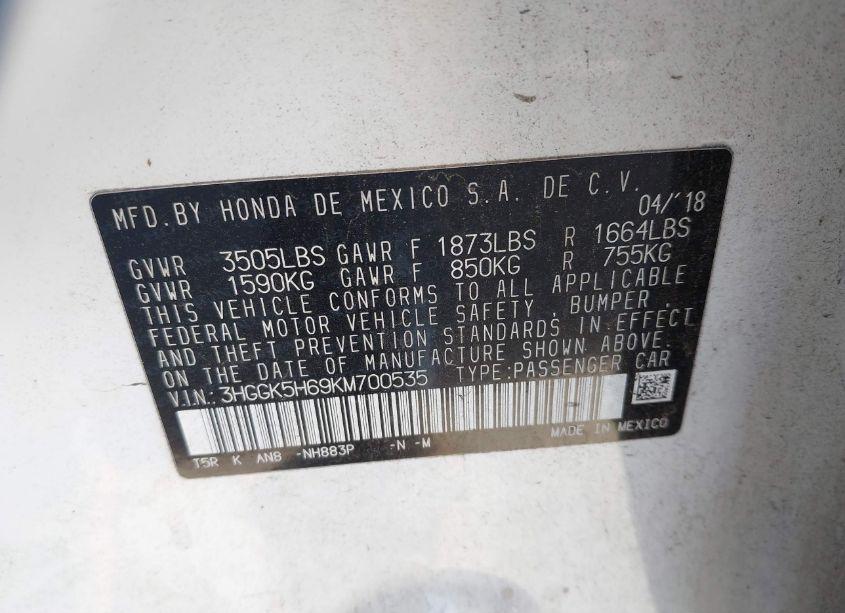 MFD.BY HONDA DE MEXICO S.A. DE C.V.
04/'18
GVWR 3505LBS GAWR F 1873LBS R 1664LBS
GVWR 1590KG GAWR F 850KG R 755KG
THIS VEHICLE CONFORMS TO ALL APPLICABLE
FEDERAL MOTOR VEHICLE SAFETY, BUMPER,
AND THEFT PREVENTION STANDARDS IN EFFECT
ON THE DATE OF MANUFACTURE SHOWN ABOVE.
V.I.N: 3HGGK5H69KM700535 TYPE:PASSENGER CAR
MADE IN MEXICO
T5R K AN8 -NH883P -N -M